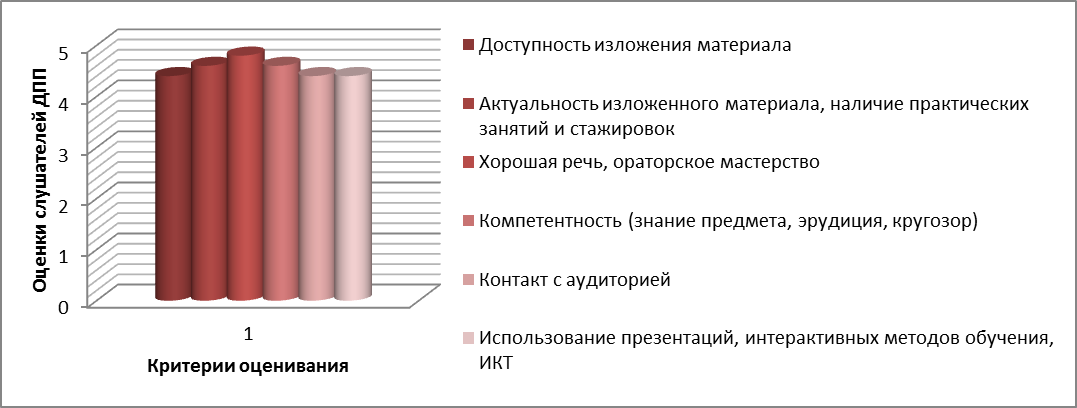 Оценки слушателей ДПП
5
4
3
2
1
0
1
Критерии оценивания
Доступность изложения материала
Актуальность изложенного материала, наличие практических
занятий и стажировок
Хорошая речь, ораторское мастерство
Компетентность (знание предмета, эрудиция, кругозор)
Контакт с аудиторией
Использование презентаций, интерактивных методов обучения,
ИКТ